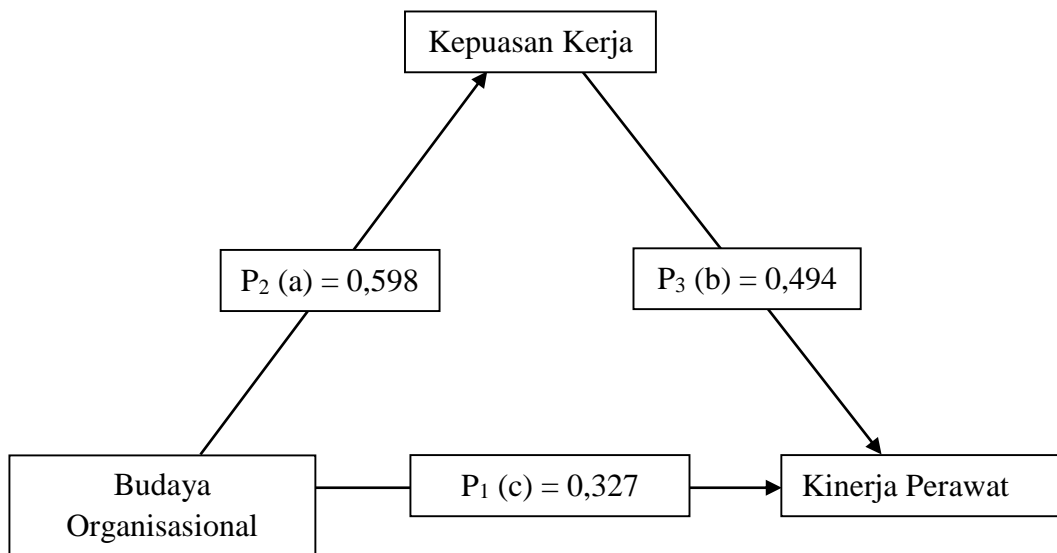 Kepuasan Kerja
P₂ (a) = 0,598
P₃ (b) = 0,494
Budaya
Organisasional
P₁ (c) = 0,327
Kinerja Perawat